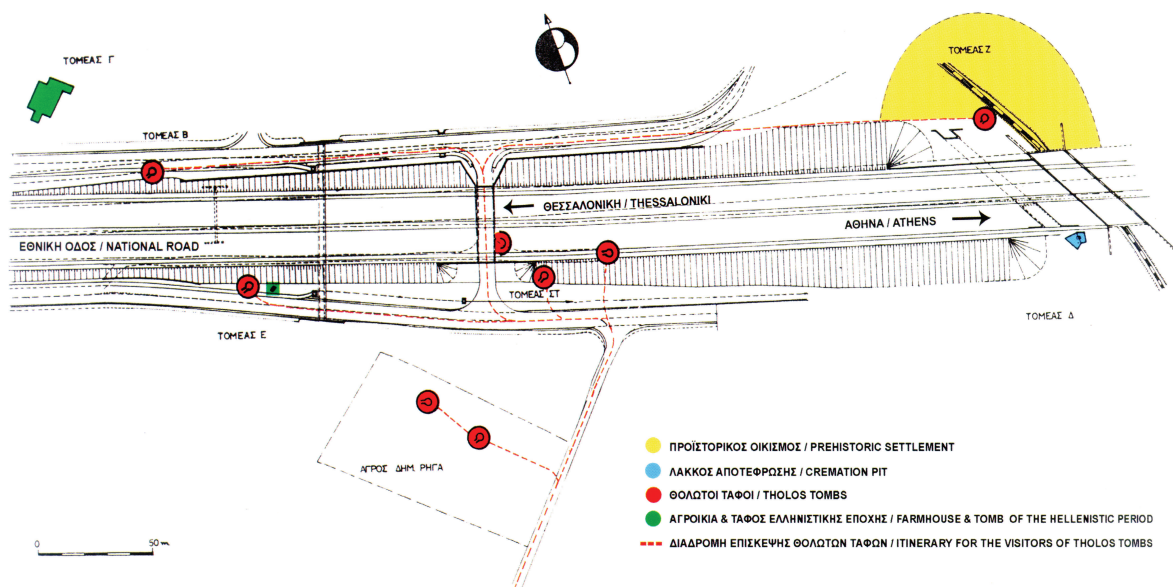 ΤΟΜΕΑΣ Γ
ΤΟΜΕΑΣ Ζ
ΤΟΜΕΑΣ Β
ΘΕΣΣΑΛΟΝΙΚΗ / THESSALONIKI
ΑΘΗΝΑ / ATHENS
ΕΘΝΙΚΗ ΟΔΟΣ / NATIONAL ROAD
ΤΟΜΕΑΣ ΣΤ
ΤΟΜΕΑΣ Δ
ΤΟΜΕΑΣ Ε
ΑΓΡΟΣ ΔΗΜ. ΡΗΓΑ
ΠΡΟΪΣΤΟΡΙΚΟΣ ΟΙΚΙΣΜΟΣ / PREHISTORIC SETTLEMENT
ΛΑΚΚΟΣ ΑΠΟΤΕΦΡΩΣΗΣ / CREMATION PIT
ΘΟΛΩΤΟΙ ΤΑΦΟΙ / THOLOS TOMBS
ΑΓΡΟΙΚΙΑ & ΤΑΦΟΣ ΕΛΛΗΝΙΣΤΙΚΗΣ ΕΠΟΧΗΣ / FARMHOUSE & TOMB OF THE HELLENISTIC PERIOD
ΔΙΑΔΡΟΜΗ ΕΠΙΣΚΕΨΗΣ ΘΟΛΩΤΩΝ ΤΑΦΩΝ / ITINERARY FOR THE VISITORS OF THOLOS TOMBS
0 50 m.